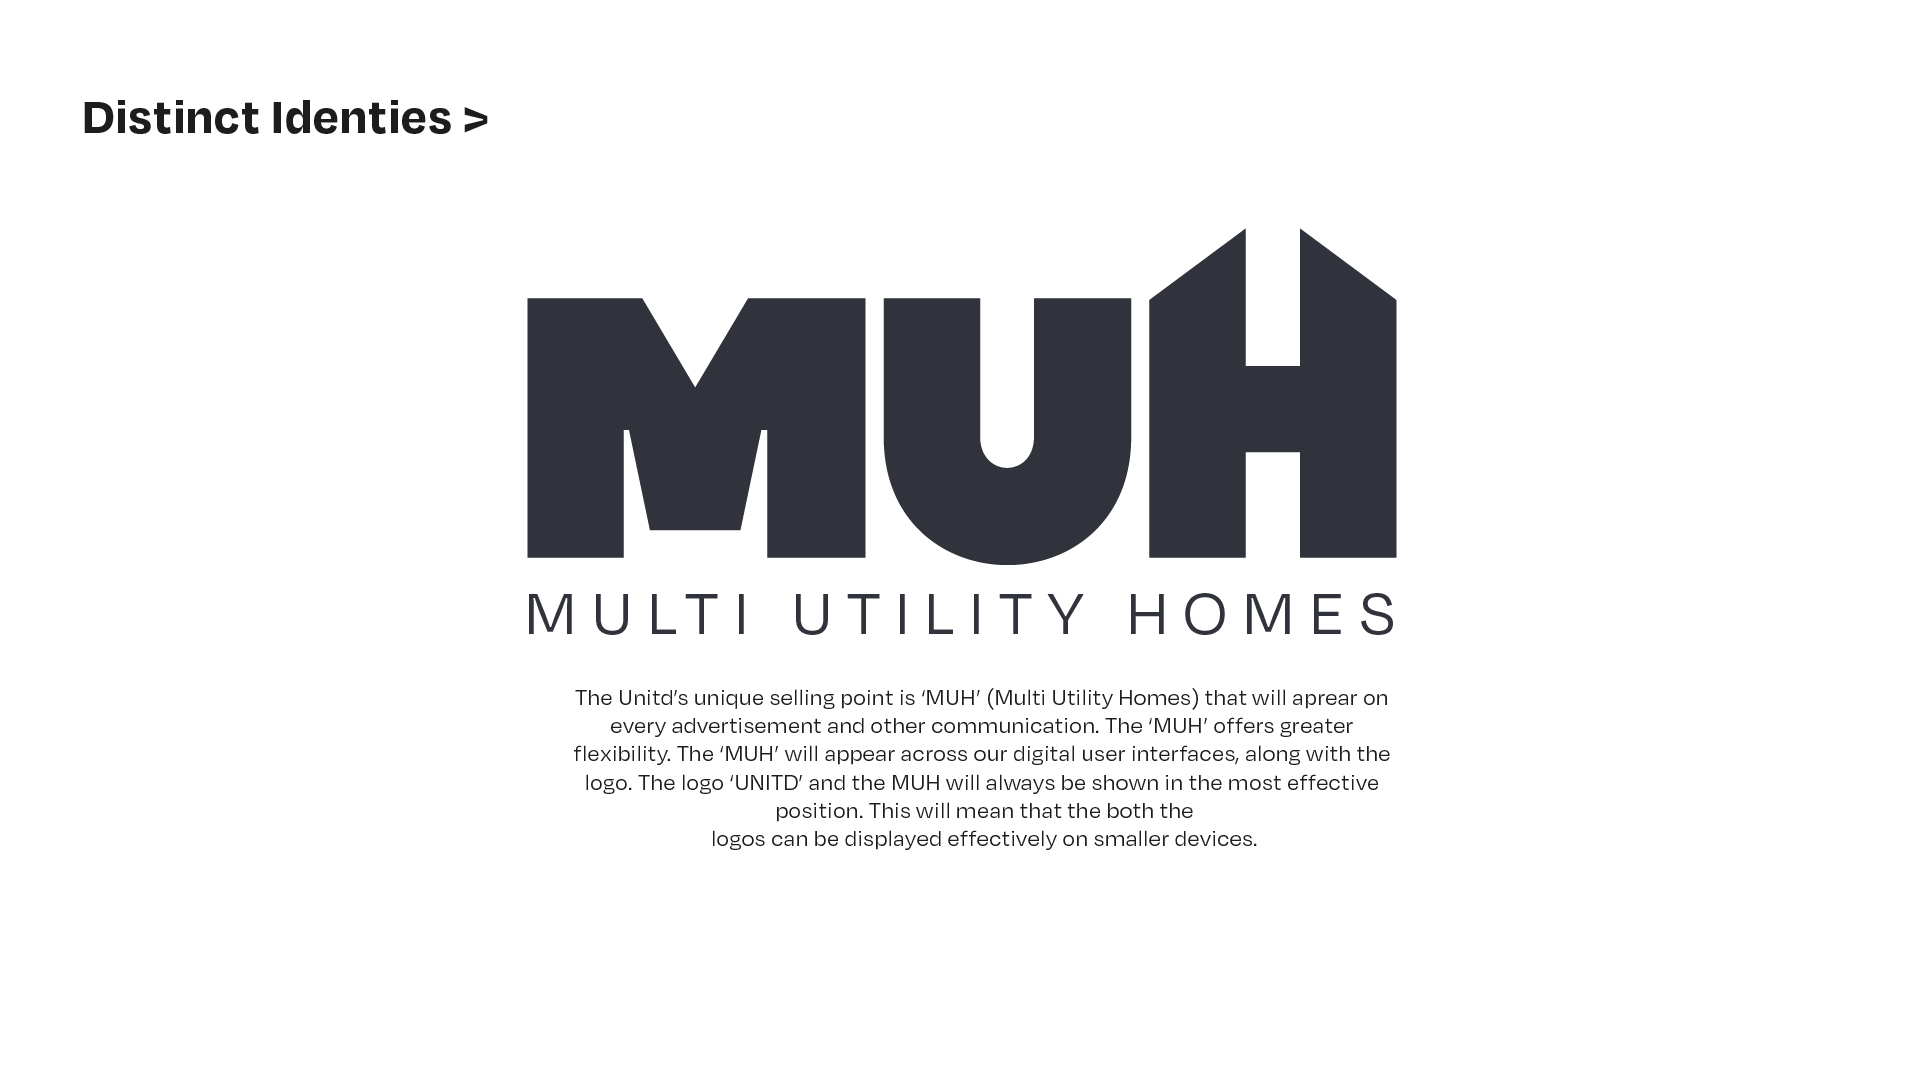 Distinct Identies >
MUH
MULTI UTILITY HOMES
The Unitd’s unique selling point is ‘MUH’ (Multi Utility Homes) that will aprear on
every advertisement and other communication. The ‘MUH’ offers greater
flexibility. The ‘MUH’ will appear across our digital user interfaces, along with the
logo. The logo ‘UNITD’ and the MUH will always be shown in the most effective
position. This will mean that the both the
logos can be displayed effectively on smaller devices.